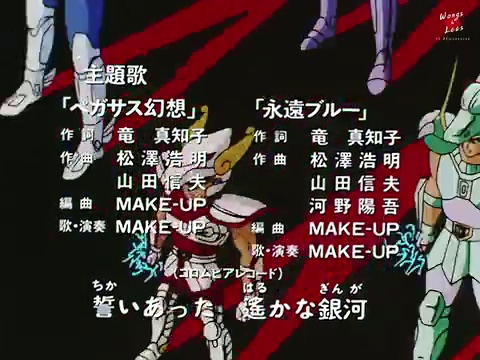 Wongs
&
Lees
主題歌
「ペガサス幻想」
作詞 竜 真知子
作曲 松澤浩明
山田信夫
編曲 MAKE-UP
歌・演奏 MAKE-UP
「永遠ブルー」
作詞 竜 真知子
作曲 松澤浩明
山田信夫
河野陽吾
編曲 MAKE-UP
歌・演奏 MAKE-UP
(コロムビアレコード)
ちか はる ぎんが
誓いあった 遥かな銀河